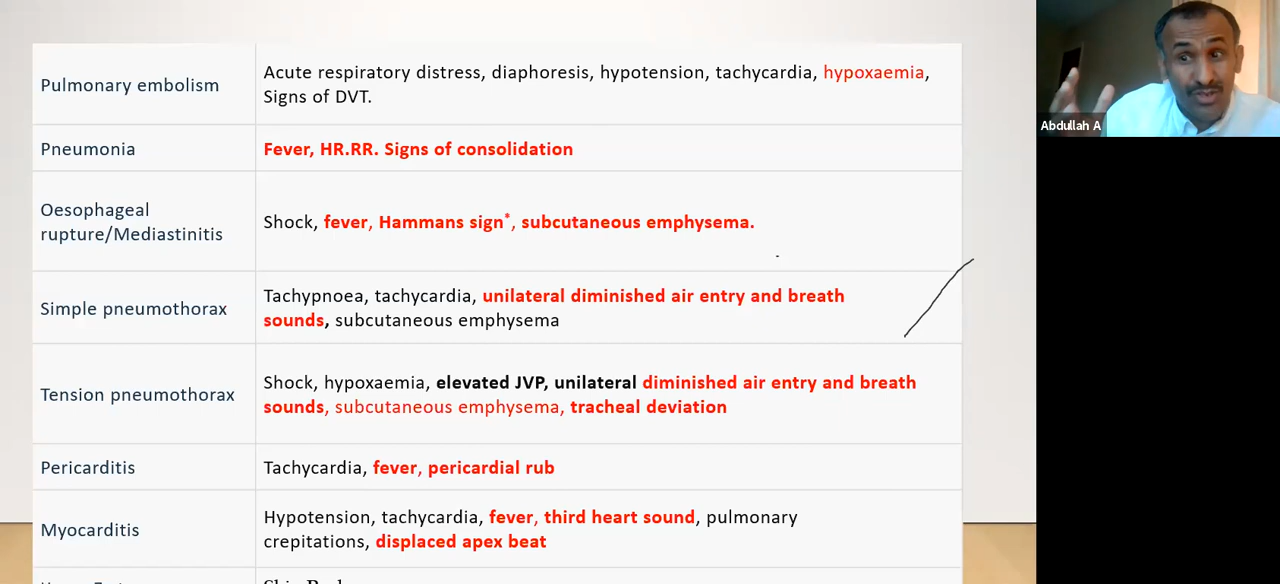 Pulmonary embolism
Acute respiratory distress, diaphoresis, hypotension, tachycardia, hypoxaemia,
Signs of DVT.
Pneumonia
Fever, HR.RR. Signs of consolidation
Oesophageal
rupture/Mediastinitis
Shock, fever, Hammans sign*, subcutaneous emphysema.
Simple pneumothorax
Tachypnoea, tachycardia, unilateral diminished air entry and breath
sounds, subcutaneous emphysema
Tension pneumothorax
Shock, hypoxaemia, elevated JVP, unilateral diminished air entry and breath
sounds, subcutaneous emphysema, tracheal deviation
Pericarditis
Tachycardia, fever, pericardial rub
Myocarditis
Hypotension, tachycardia, fever, third heart sound, pulmonary
crepitations, displaced apex beat
Abdullah A